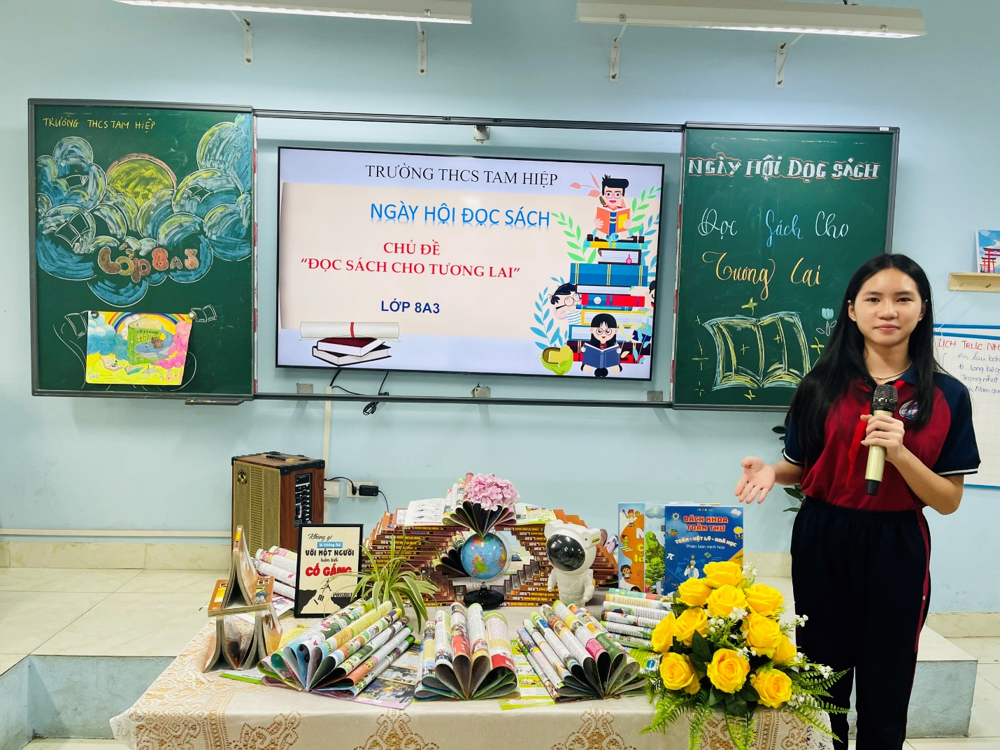 TRƯỜNG THCS TAM HIỆP
Lớp 8A3
TRƯỜNG THCS TAM HIỆP
NGÀY HỘI ĐỌC SÁCH
CHỦ ĐỀ
“ĐỌC SÁCH CHO TƯƠNG LAI”
LỚP 8A3
NGÀY HỘI ĐỌC SÁCH
Đọc Sách Cho
Tương Lai
LỊCH TRỰC NH
Không gì
là không thể
VỚI MỘT NGƯỜI
luôn biết
CỐ GẮNG
POSSIBLE
BÁCH KHOA
TOÀN THƯ
TOÁN - VẬT LÝ - HOÁ HỌC
Phiên bản minh hoạ